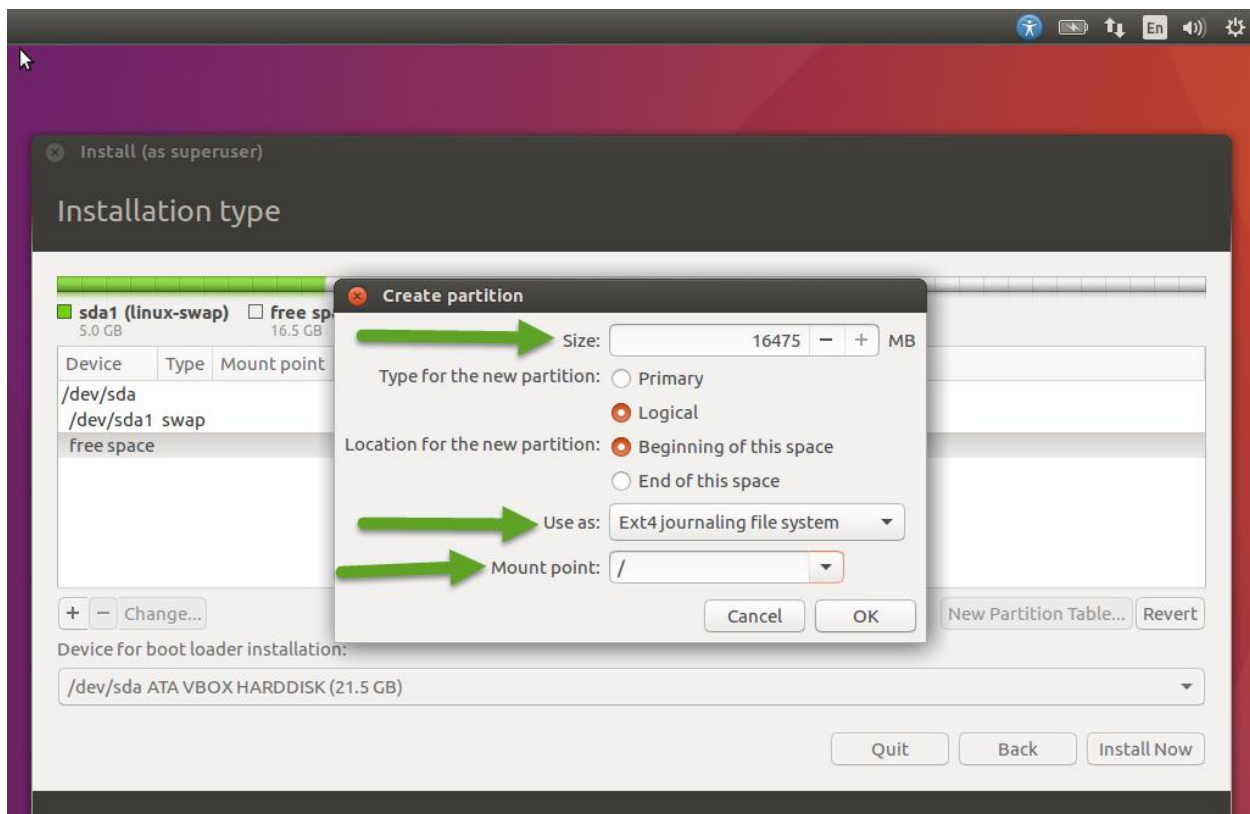 En
Install (as superuser)
Installation type
sda1 (linux-swap) free spa
5.0 GB 16.5 GB
Device Type Mount point
/dev/sda
/dev/sda1 swap
free space
+ − Change...
Create partition
Size: 16475 − + MB
Type for the new partition: Primary
Logical
Location for the new partition: Beginning of this space
End of this space
Use as: Ext4 journaling file system
Mount point: /
Cancel OK
New Partition Table... Revert
Device for boot loader installation:
/dev/sda ATA VBOX HARDDISK (21.5 GB)
Quit Back Install Now